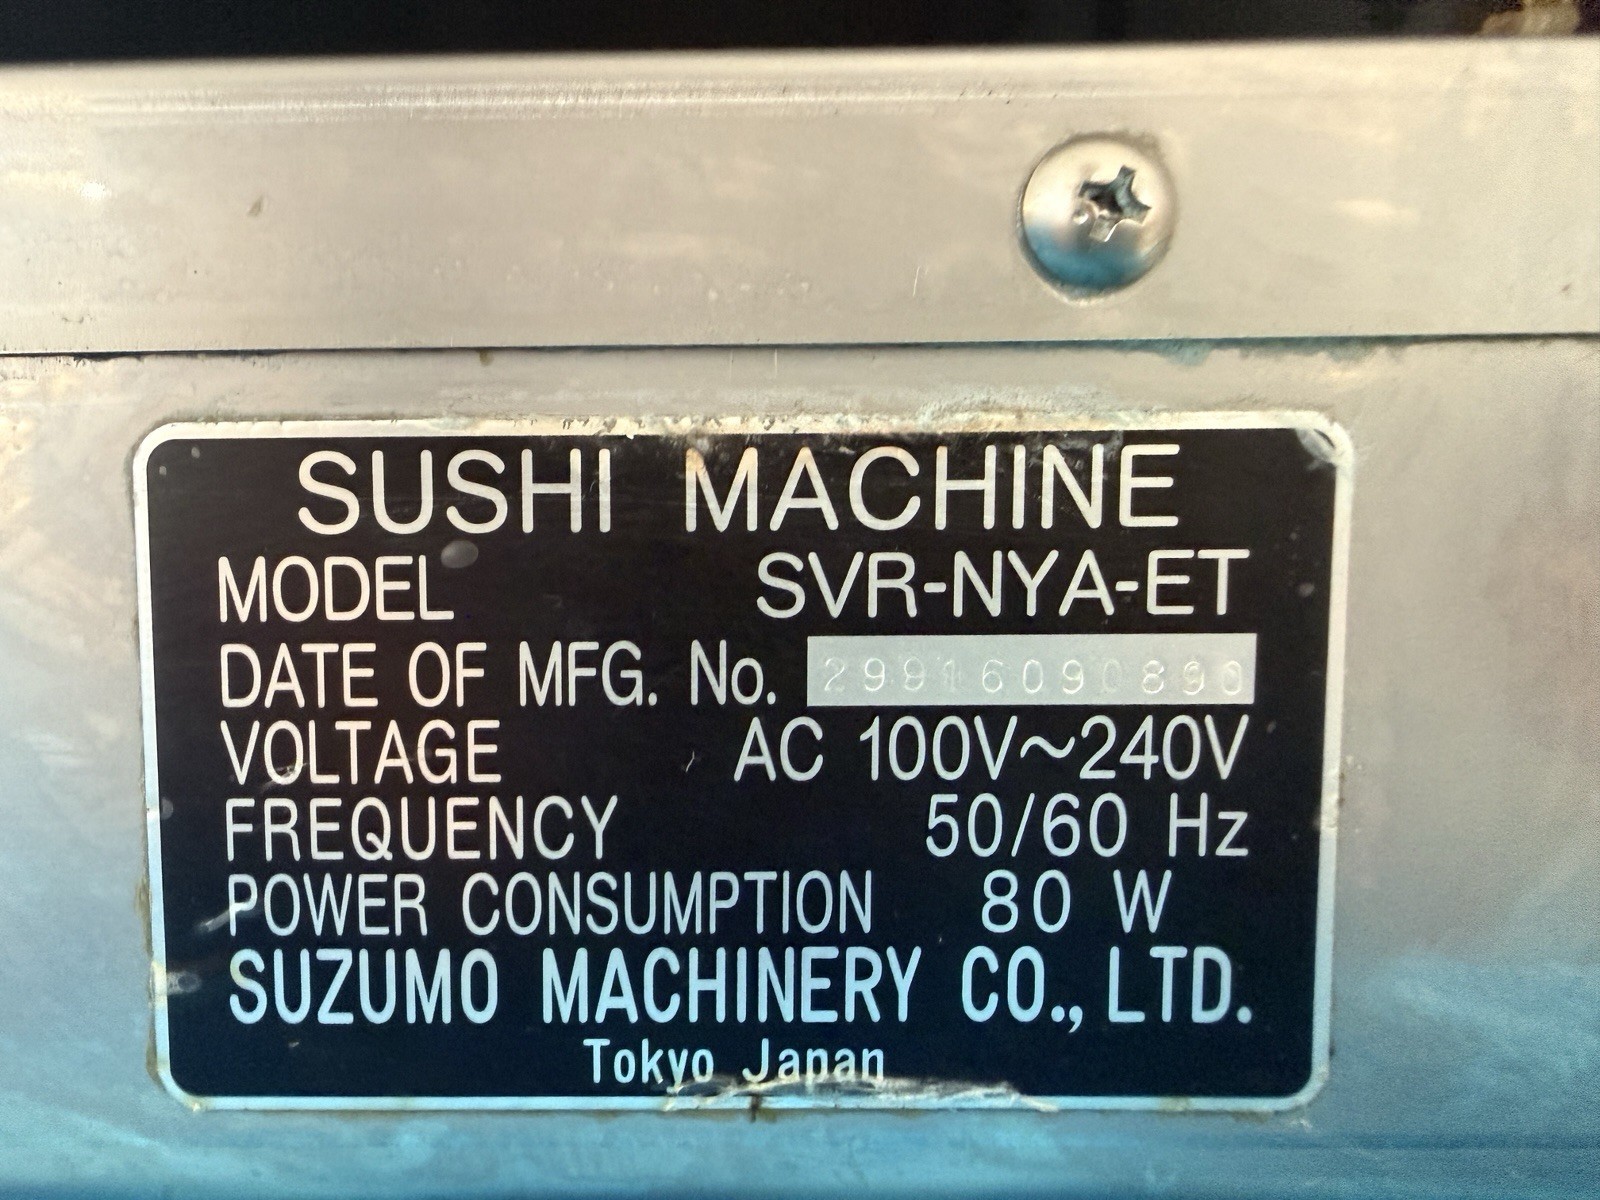 SUSHI MACHINE
MODEL SVR-NYA-ET
DATE OF MFG. No. 29916090890
VOLTAGE AC 100V~240V
FREQUENCY 50/60 Hz
POWER CONSUMPTION 80 W
SUZUMO MACHINERY CO., LTD.
Tokyo Japan